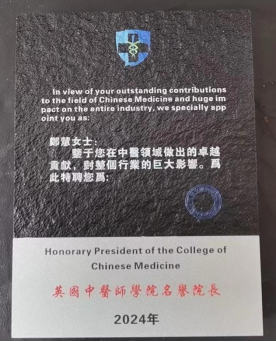 In view of your outstanding contributions
to the field of Chinese Medicine and huge im
pact on the entire industry, we specially app
oint you as:
鄭慧女士:
鑒于您在中醫領域做出的卓越
貢獻,對整個行業的巨大影響。爲
此特聘您爲:
Honorary President of the College of
Chinese Medicine
英國中醫師學院名譽院長
2024年